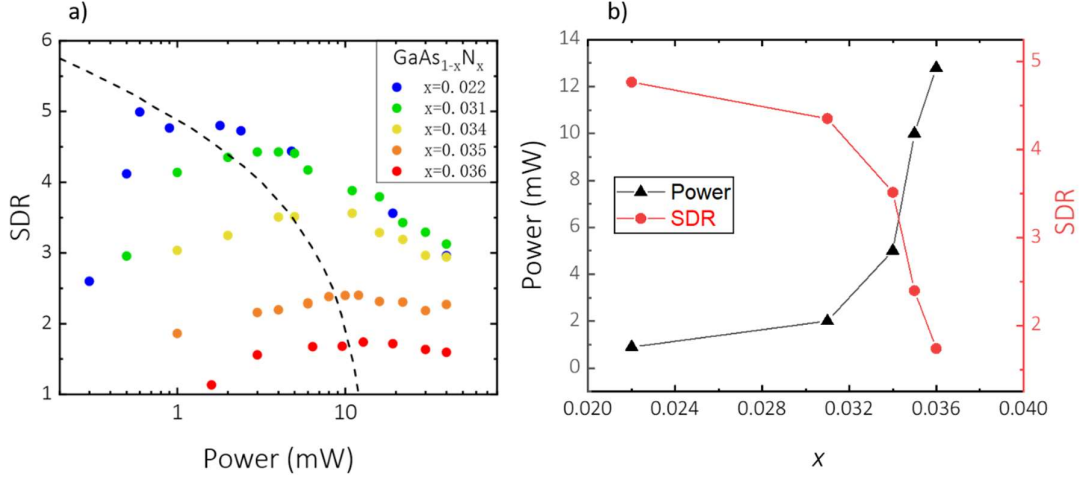 a)
SDR
6
5
4
3
2
1
GaAs₁₋ₓNₓ
x=0.022
x=0.031
x=0.034
x=0.035
x=0.036
1
10
Power (mW)
b)
Power (mW)
14
12
10
8
6
4
2
0
Power
SDR
0.020
0.024
0.028
0.032
0.036
0.040
x
5
4
3
2
SDR